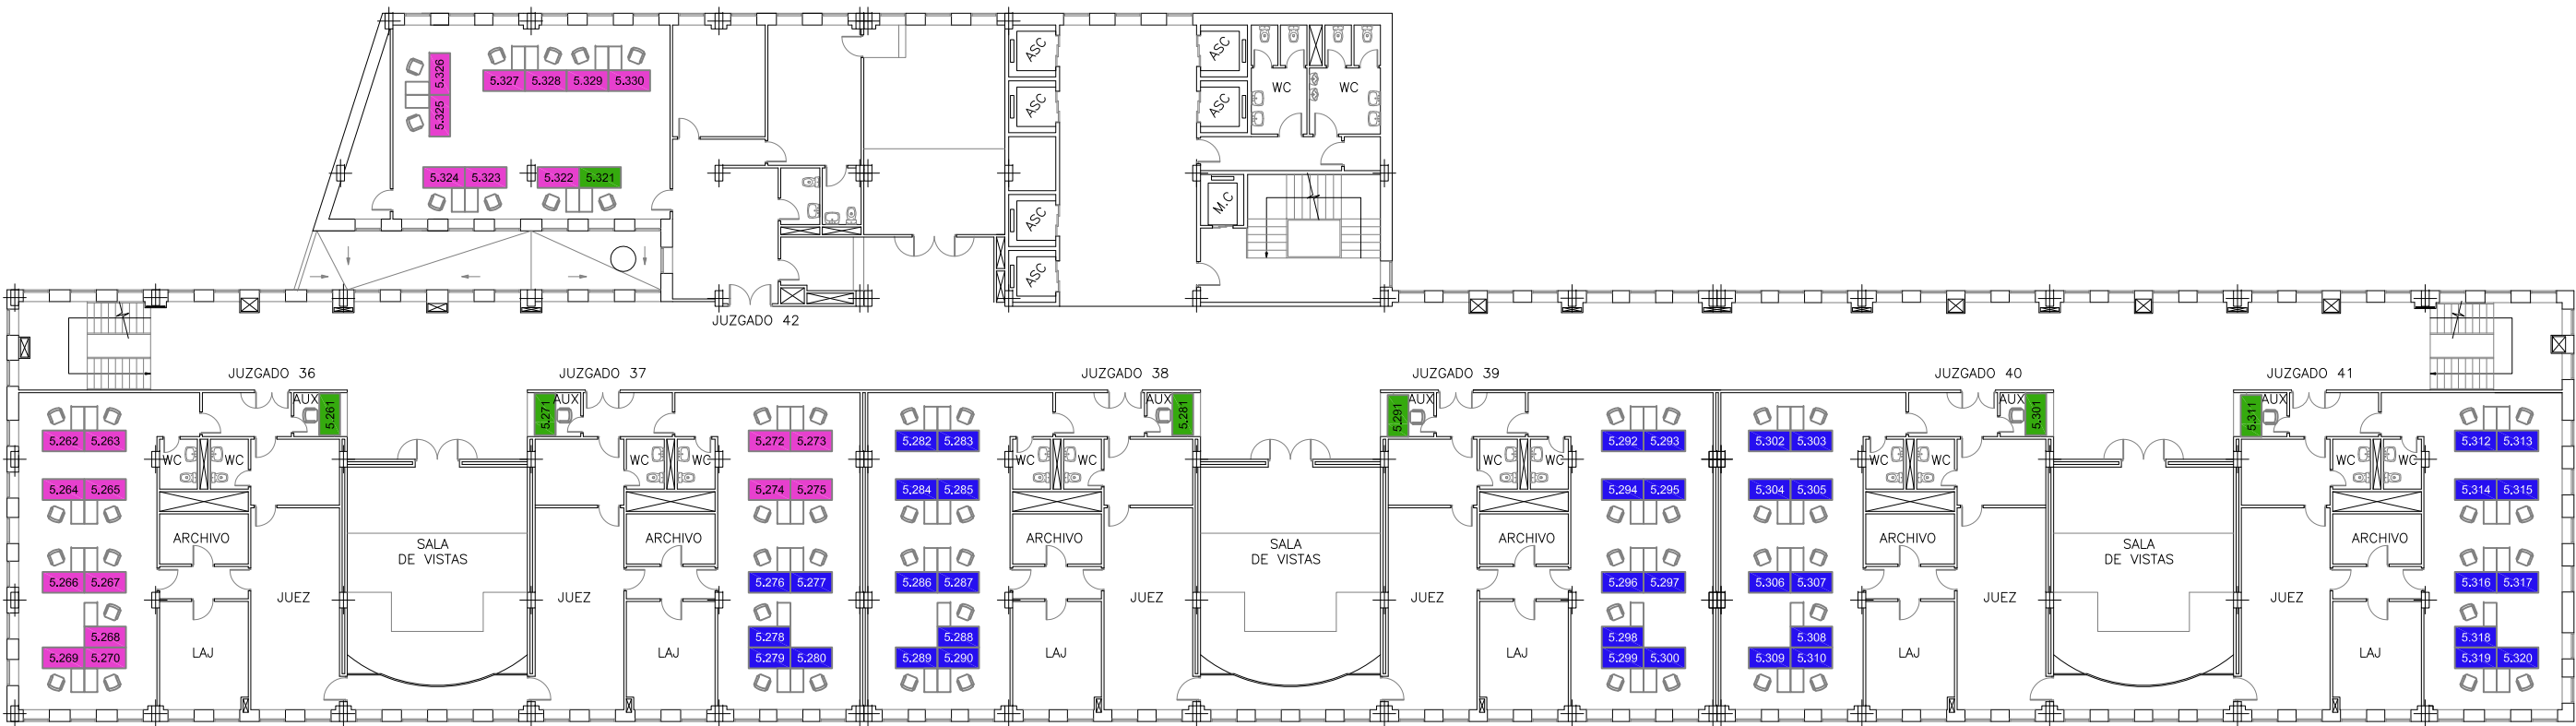 5.326
5.325
5.327 5.328 5.329 5.330
5.324 5.323
5.322 5.321
ASC
ASC
ASC
ASC
ASC
ASC
WC
WC
M.C
JUZGADO 42
JUZGADO 36
JUZGADO 37
JUZGADO 38
JUZGADO 39
JUZGADO 40
JUZGADO 41
AUX
5.261
5.262 5.263
5.264 5.265
5.266 5.267
5.268
5.269 5.270
WC
WC
ARCHIVO
LAJ
JUEZ
SALA
DE VISTAS
5.271
AUX
WC
WC
ARCHIVO
JUEZ
LAJ
5.272 5.273
5.274 5.275
5.276 5.277
5.278
5.279 5.280
5.282 5.283
5.284 5.285
5.286 5.287
5.288
5.289 5.290
AUX
5.281
WC
WC
ARCHIVO
LAJ
JUEZ
SALA
DE VISTAS
5.291
AUX
WC
WC
ARCHIVO
JUEZ
LAJ
5.292 5.293
5.294 5.295
5.296 5.297
5.298
5.299 5.300
5.302 5.303
5.304 5.305
5.306 5.307
5.308
5.309 5.310
AUX
5.301
WC
WC
ARCHIVO
LAJ
JUEZ
SALA
DE VISTAS
5.311
AUX
WC
WC
ARCHIVO
JUEZ
LAJ
5.312 5.313
5.314 5.315
5.316 5.317
5.318
5.319 5.320